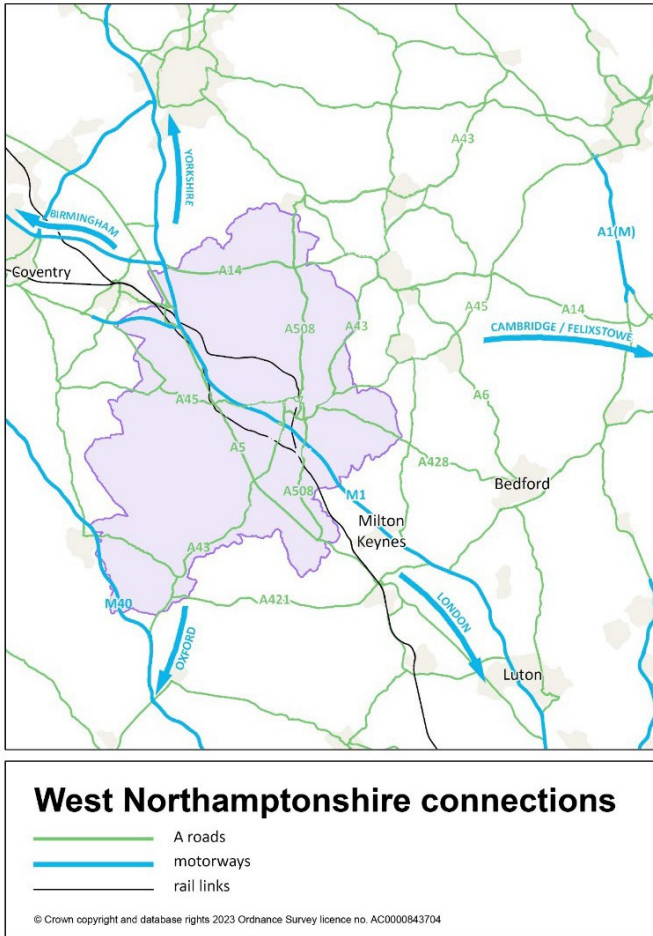 A43
YORKSHIRE
BIRMINGHAM
A1(M)
Coventry
A14
A45
A14
A508
A43
CAMBRIDGE / FELIXSTOWE
A6
A45
A5
A428
A508
M1
Bedford
Milton
Keynes
A43
M40
A421
LONDON
OXFORD
Luton
West Northamptonshire connections
A roads
motorways
rail links
© Crown copyright and database rights 2023 Ordnance Survey licence no. AC0000843704